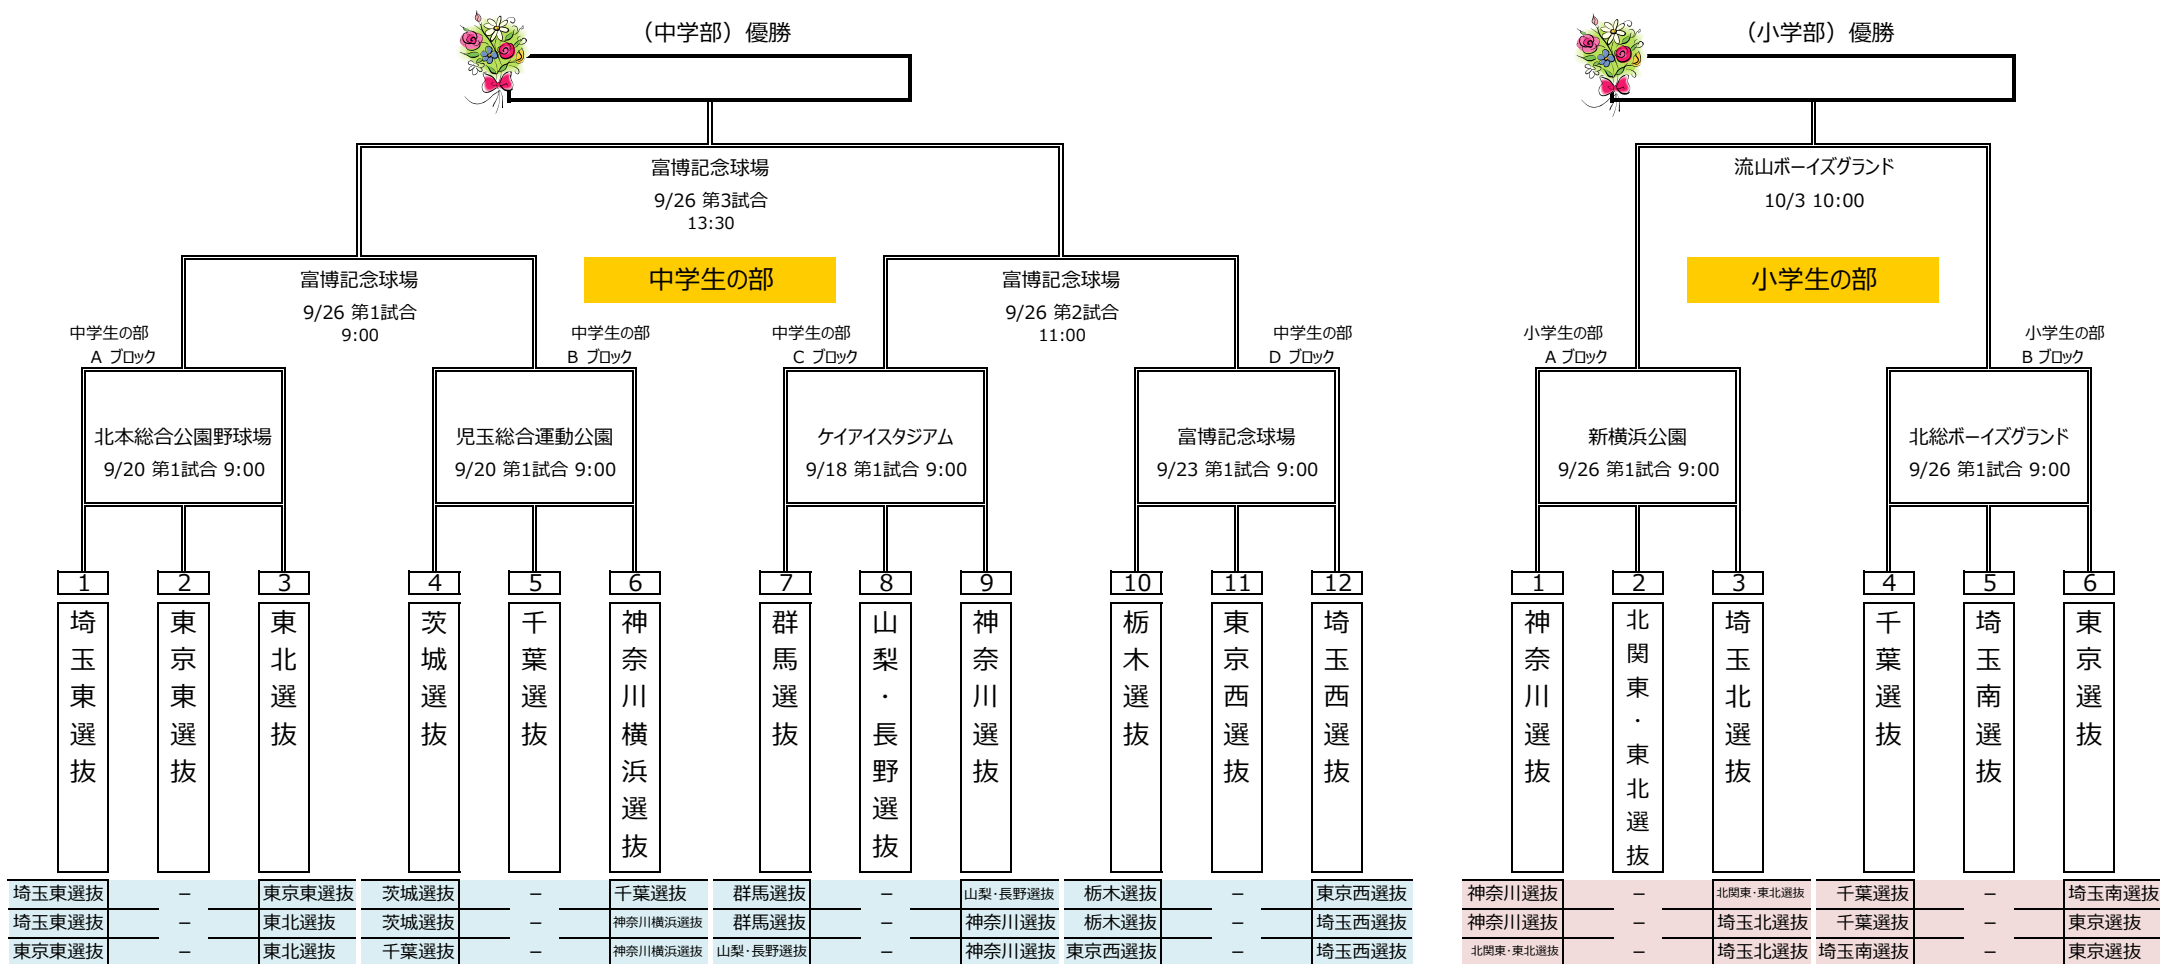 (中学部) 優勝
(小学部) 優勝
富博記念球場
9/26 第3試合
13:30
流山ボーイズグランド
10/3 10:00
中学生の部
小学生の部
富博記念球場
9/26 第1試合
9:00
富博記念球場
9/26 第2試合
11:00
中学生の部
A ブロック
中学生の部
B ブロック
中学生の部
C ブロック
中学生の部
D ブロック
小学生の部
A ブロック
小学生の部
B ブロック
北本総合公園野球場
9/20 第1試合 9:00
児玉総合運動公園
9/20 第1試合 9:00
ケイアイスタジアム
9/18 第1試合 9:00
富博記念球場
9/23 第1試合 9:00
新横浜公園
9/26 第1試合 9:00
北総ボーイズグランド
9/26 第1試合 9:00
1 2 3 4 5 6 7 8 9 10 11 12 1 2 3 4 5 6
埼玉東選抜
東京東選抜
東北選抜
茨城選抜
千葉選抜
神奈川横浜選抜
群馬選抜
山梨・長野選抜
神奈川選抜
栃木選抜
東京西選抜
埼玉西選抜
神奈川選抜
北関東・東北選抜
埼玉北選抜
千葉選抜
埼玉南選抜
東京選抜
埼玉東選抜 － 東京東選抜 茨城選抜 － 千葉選抜 群馬選抜 － 山梨・長野選抜 栃木選抜 － 東京西選抜 神奈川選抜 － 北関東・東北選抜 千葉選抜 － 埼玉南選抜
埼玉東選抜 － 東北選抜 茨城選抜 － 神奈川横浜選抜 群馬選抜 － 神奈川選抜 栃木選抜 － 埼玉西選抜 神奈川選抜 － 埼玉北選抜 千葉選抜 － 東京選抜
東京東選抜 － 東北選抜 千葉選抜 － 神奈川横浜選抜 山梨・長野選抜 － 神奈川選抜 東京西選抜 － 埼玉西選抜 北関東・東北選抜 － 埼玉北選抜 埼玉南選抜 － 東京選抜